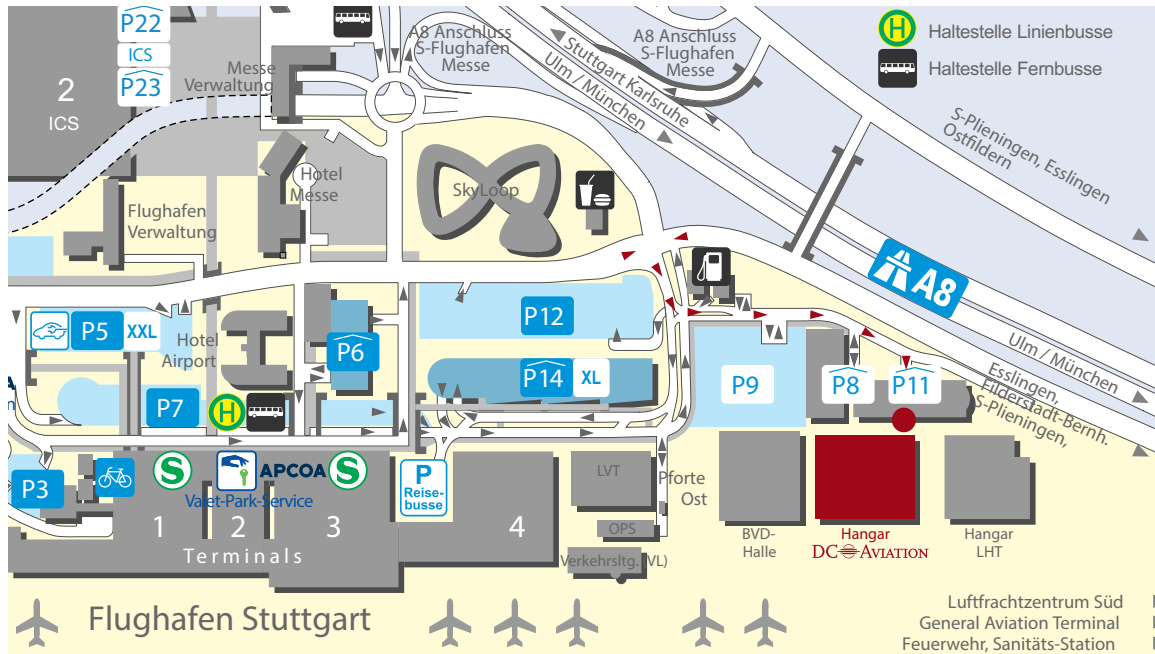 P22
ICS
P23
2
ICS
Messe
Verwaltung
A8 Anschluss
S-Flughafen
Messe
Stuttgart Karlsruhe
Ulm / München
A8 Anschluss
S-Flughafen
Messe
H
Haltestelle Linienbusse
Haltestelle Fernbusse
S-Plieningen, Esslingen
Ostfildern
Hotel
Messe
SkyLoop
Flughafen
Verwaltung
A8
P5
XXL
Hotel
Airport
P6
P12
P14
XL
P9
P8
P11
Ulm / München
Esslingen,
Filderstadt-Bernh.
S-Plieningen,
P7
H
P3
S
APCOA
S
Valet-Park-Service
P
Reise-
busse
1
2
3
4
Terminals
LVT
Pforte
Ost
OPS
Verkehrsltg. (VL)
BVD-
Halle
Hangar
DC AVIATION
Hangar
LHT
Flughafen Stuttgart
Luftfrachtzentrum Süd
General Aviation Terminal
Feuerwehr, Sanitäts-Station